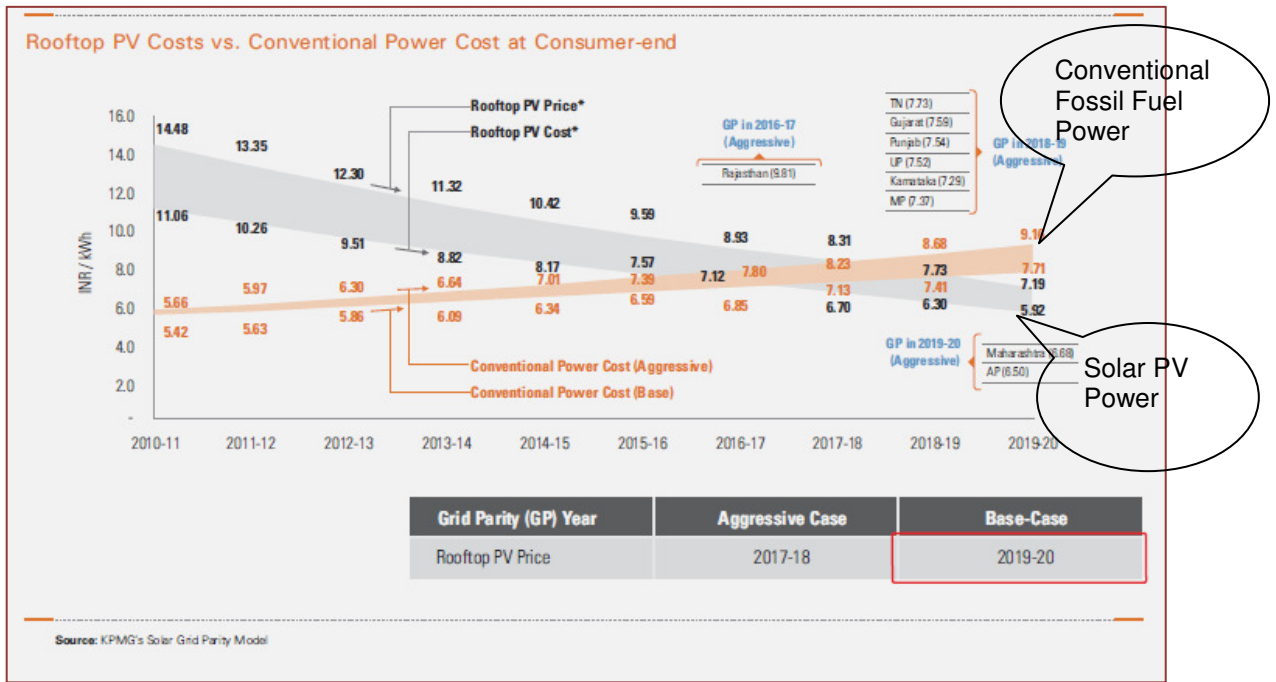 Rooftop PV Costs vs. Conventional Power Cost at Consumer-end
Conventional
Fossil Fuel
Power
INR / kWh
16.0
14.0
12.0
10.0
8.0
6.0
4.0
2.0
-
Rooftop PV Price*
Rooftop PV Cost*
GP in 2016-17
(Aggressive)
Rajasthan (9.81)
TN (7.73)
Gujarat (7.59)
Punjab (7.54)
UP (7.52)
Karnataka (7.29)
MP (7.37)
GP in 2018-19
(Aggressive)
14.48 13.35 12.30 11.32 10.42 9.59 8.93 8.31 7.73 7.19
11.06 10.26 9.51 8.82 8.17 7.57 7.12 6.70 6.30 5.92
5.66 5.97 6.30 6.64 7.01 7.39 7.80 8.23 8.68
5.42 5.63 5.86 6.09 6.34 6.59 6.85 7.13 7.41 7.71
Conventional Power Cost (Aggressive)
Conventional Power Cost (Base)
GP in 2019-20
(Aggressive)
Maharashtra (6.68)
AP (6.50)
Solar PV
Power
2010-11 2011-12 2012-13 2013-14 2014-15 2015-16 2016-17 2017-18 2018-19 2019-20
Grid Parity (GP) Year Aggressive Case Base-Case
Rooftop PV Price 2017-18 2019-20
Source: KPMG's Solar Grid Parity Model